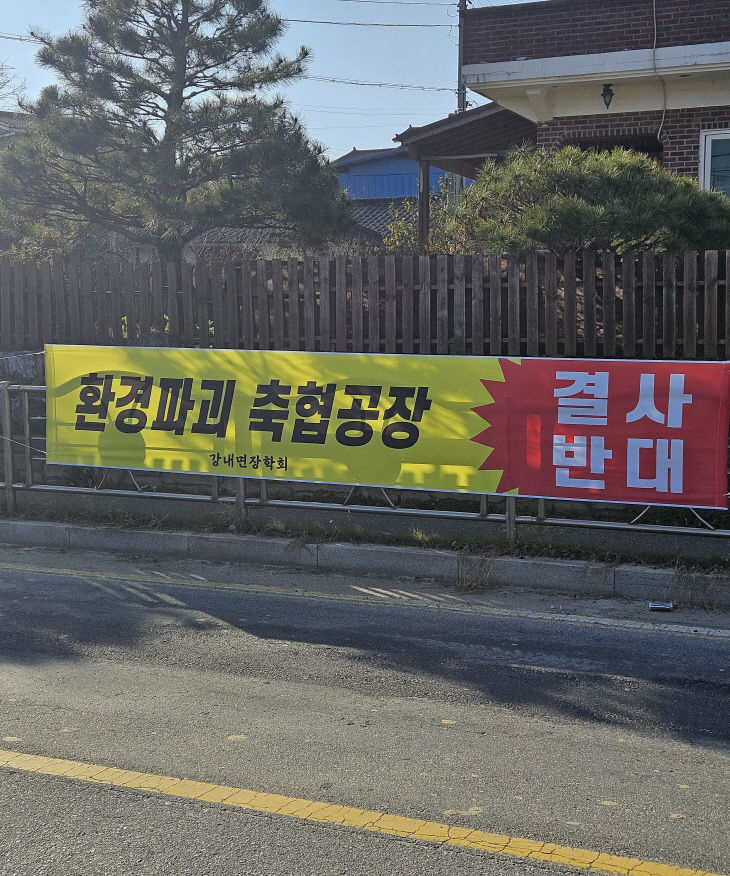 환경파괴 축협공장
강내면장학회
결사
반대